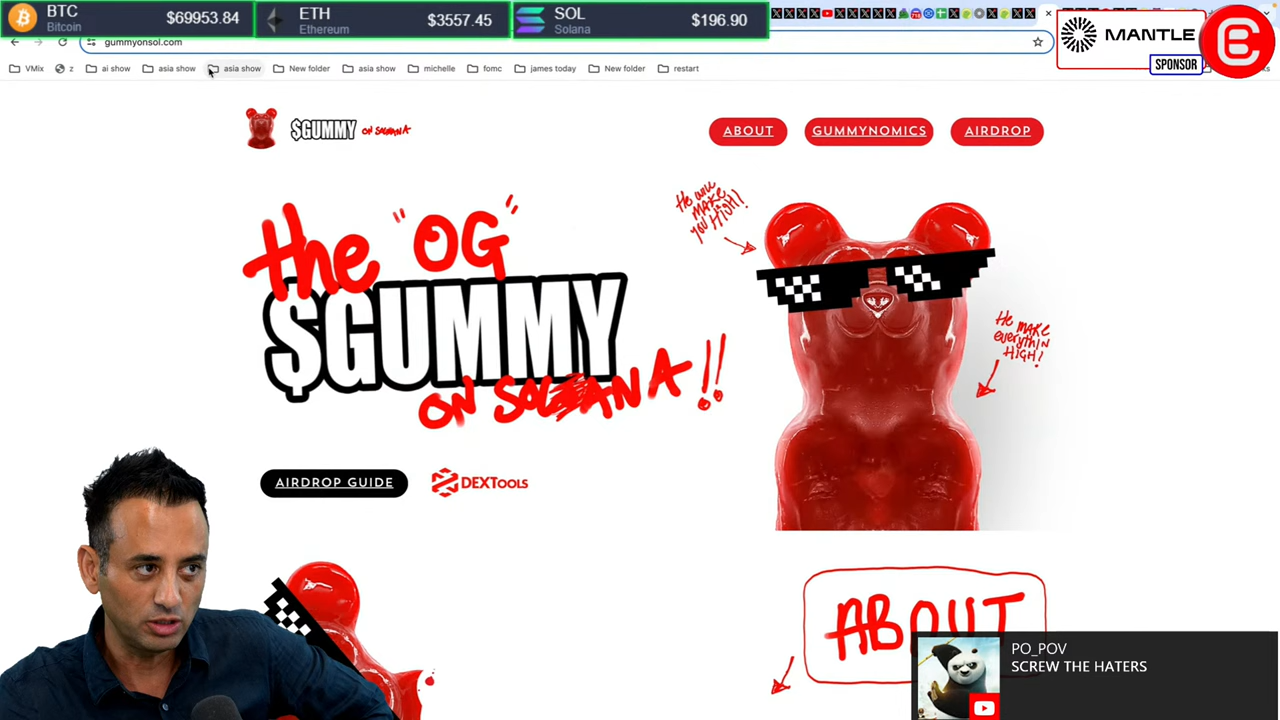 BTC
Bitcoin
$69953.84
ETH
Ethereum
$3557.45
SOL
Solana
$196.90
MANTLE
SPONSOR
gummyonsol.com
VMix
z
ai show
asia show
asia show
New folder
asia show
michelle
fomc
james today
New folder
restart
$GUMMY
ON SOLANA
ABOUT
GUMMYNOMICS
AIRDROP
the "OG"
$GUMMY
ON SOLANA!!
He will
MAKE
you HIGH!
He MAKE
everythin
HIGH!
AIRDROP GUIDE
DEXTOOLS
ABOUT
PO_POV
SCREW THE HATERS